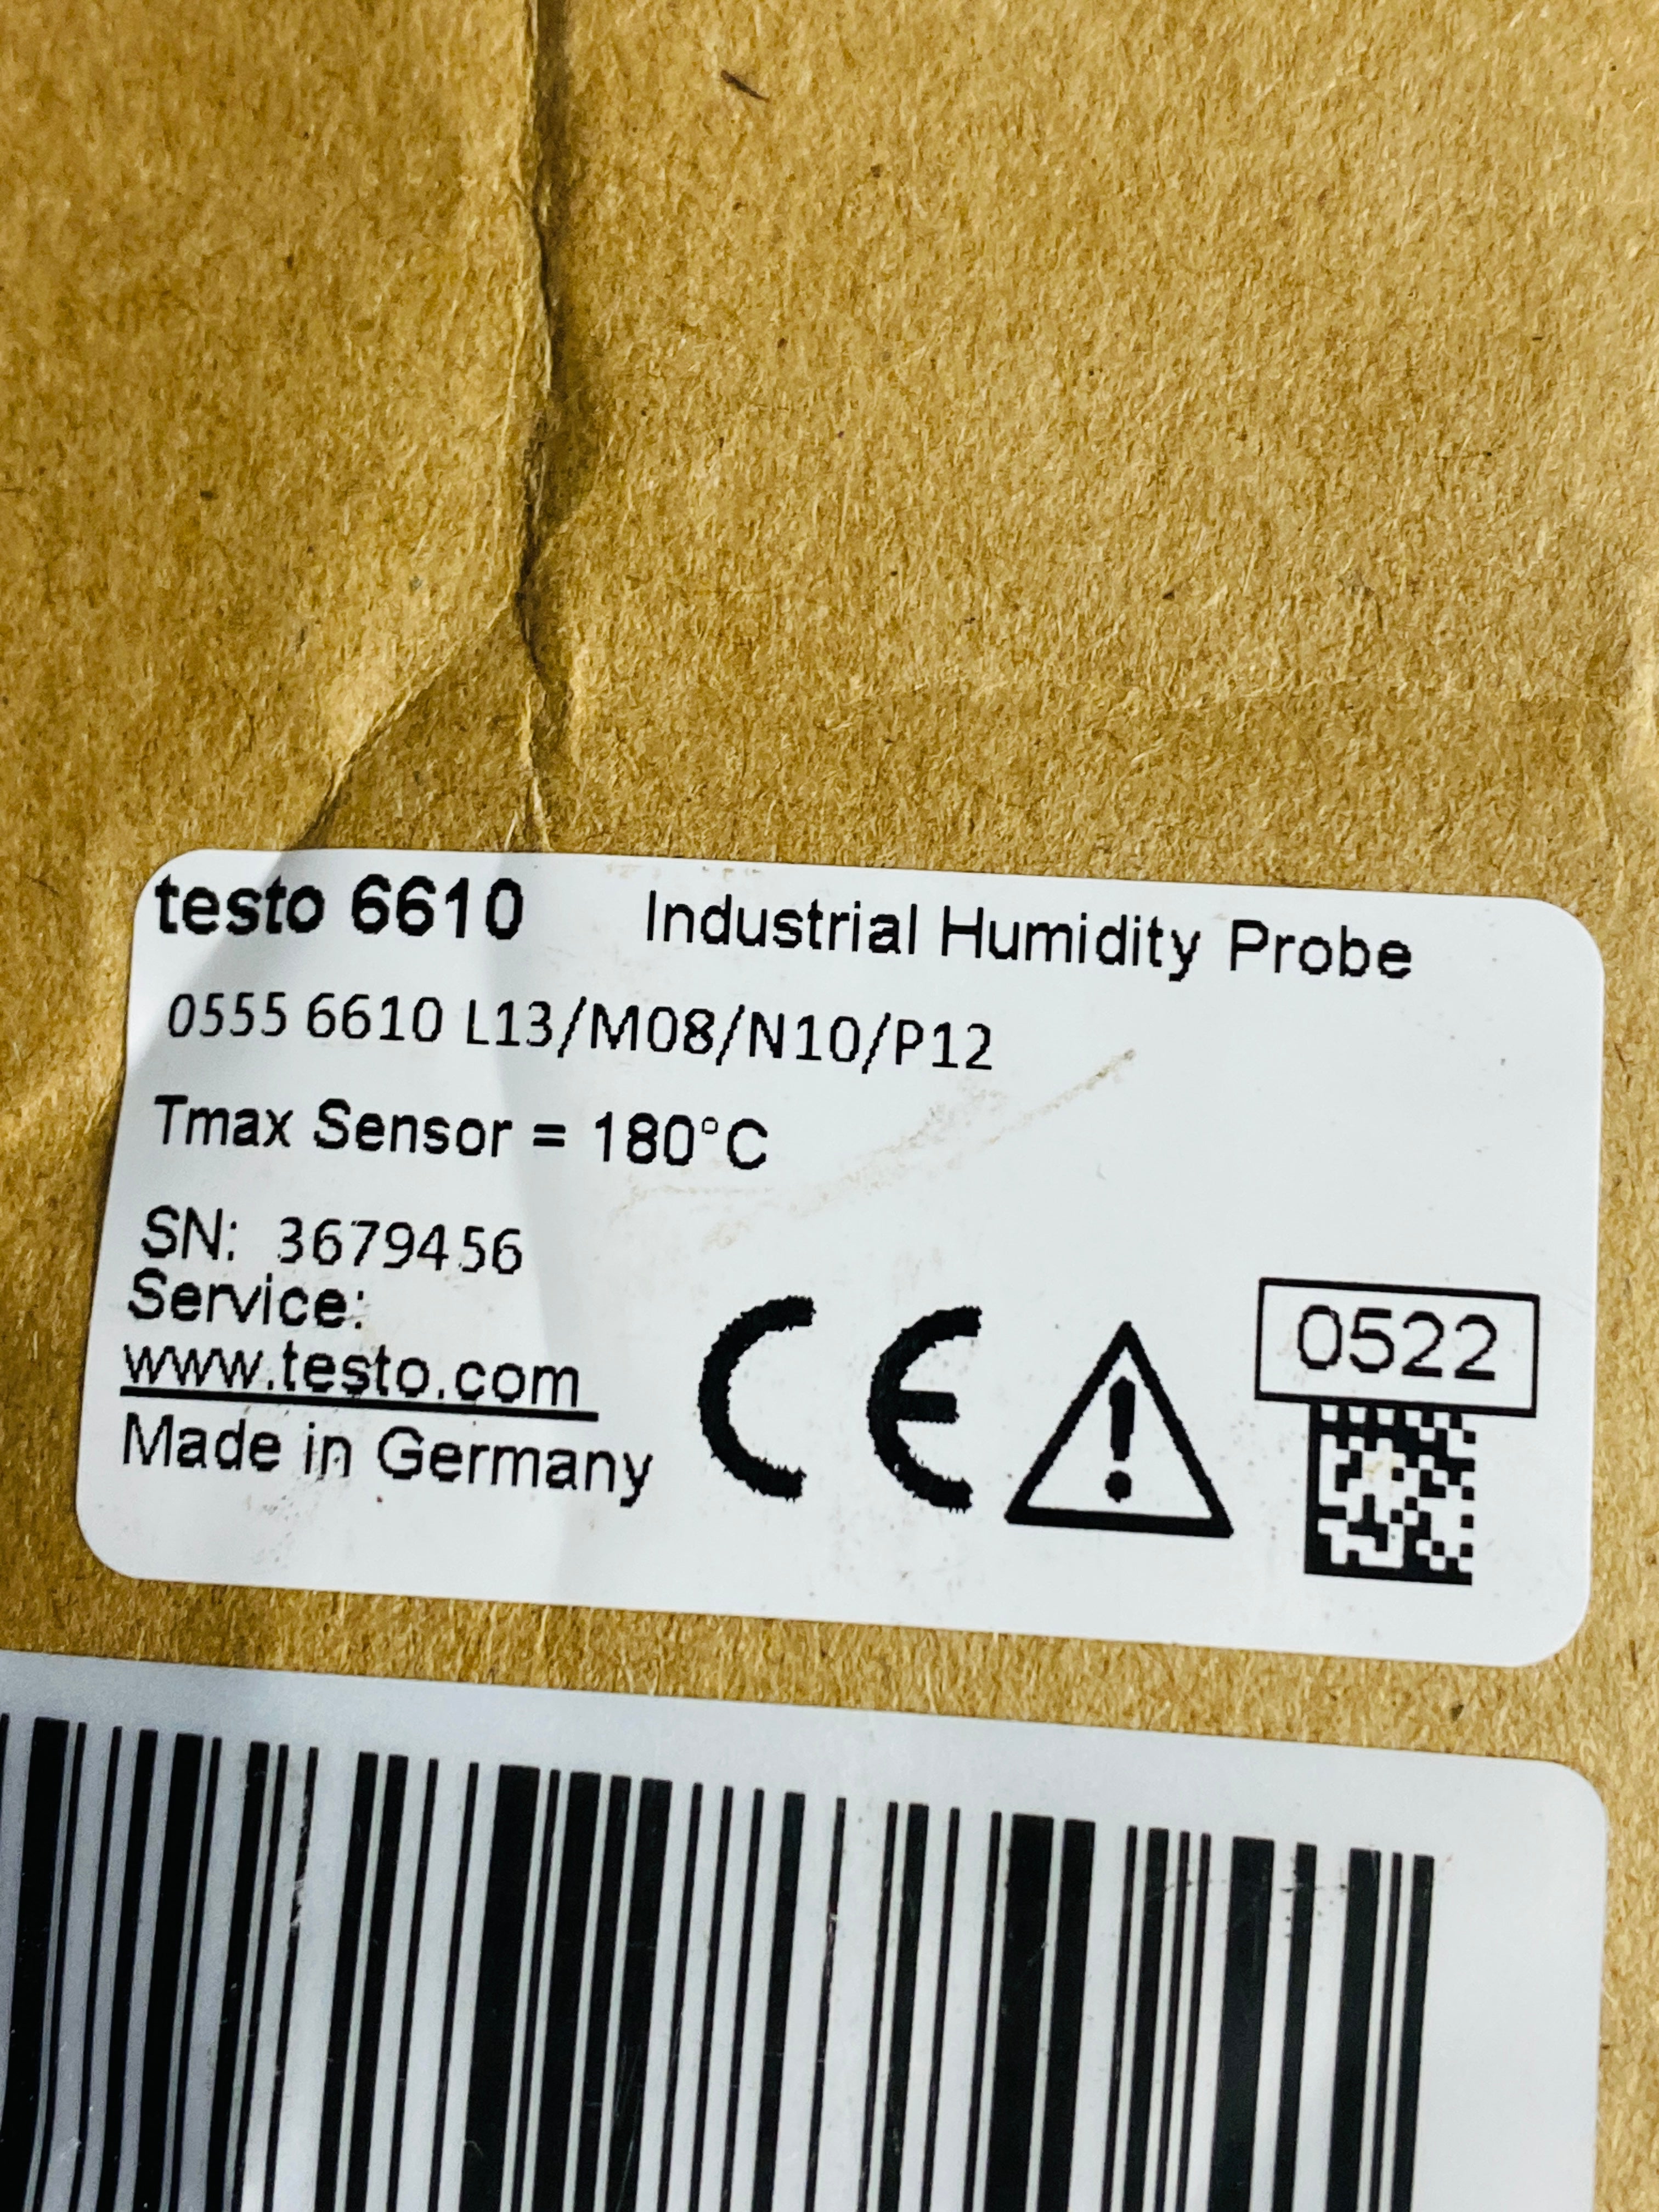 testo 6610 Industrial Humidity Probe
0555 6610 L13/M08/N10/P12
Tmax Sensor = 180°C
SN: 3679456
Service:
www.testo.com
Made in Germany
CE
0522